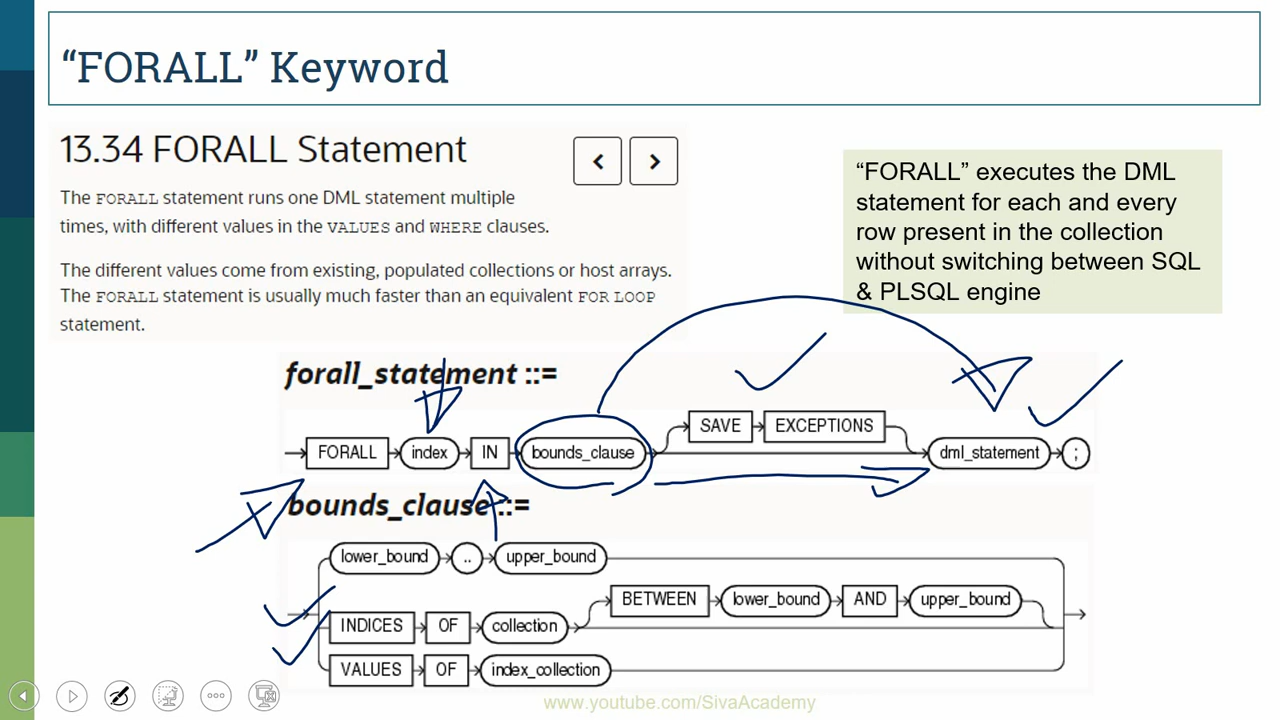 “FORALL” Keyword
13.34 FORALL Statement
The FORALL statement runs one DML statement multiple
times, with different values in the VALUES and WHERE clauses.
The different values come from existing, populated collections or host arrays.
The FORALL statement is usually much faster than an equivalent FOR LOOP
statement.
“FORALL” executes the DML
statement for each and every
row present in the collection
without switching between SQL
& PLSQL engine
forall_statement ::=
SAVE EXCEPTIONS
FORALL index IN bounds_clause dml_statement ;
bounds_clause ::=
lower_bound .. upper_bound
BETWEEN lower_bound AND upper_bound
INDICES OF collection
VALUES OF index_collection
www.youtube.com/SivaAcademy